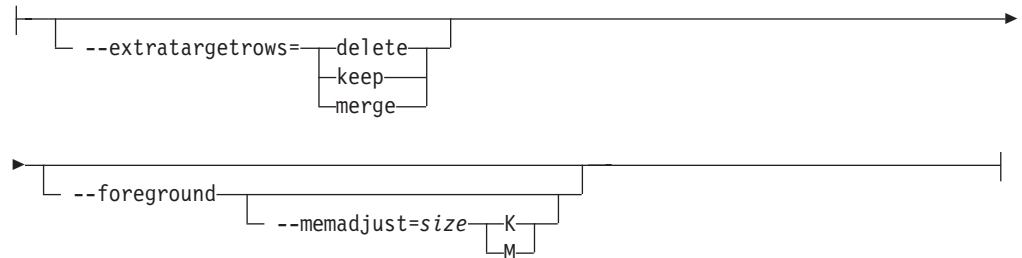 --extratargetrows= delete
keep
merge
--foreground
--memadjust=size K
M